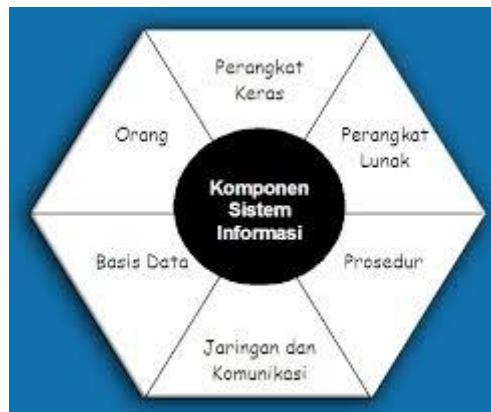 Perangkat
Keras
Perangkat
Lunak
Prosedur
Jaringan dan
Komunikasi
Basis Data
Orang
Komponen
Sistem
Informasi